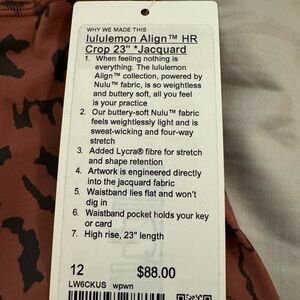 WHY WE MADE THIS
lululemon Align™ HR
Crop 23" *Jacquard
1. When feeling nothing is
everything. The lululemon
Align™ collection, powered by
Nulu™ fabric, is so weightless
and buttery soft, all you feel
is your practice
2. Our buttery-soft Nulu™ fabric
feels weightlessly light and is
sweat-wicking and four-way
stretch
3. Added Lycra® fibre for stretch
and shape retention
4. Artwork is engineered directly
into the jacquard fabric
5. Waistband lies flat and won't
dig in
6. Waistband pocket holds your key
or card
7. High rise, 23" length
12 $88.00
LW6CKUS wpwn